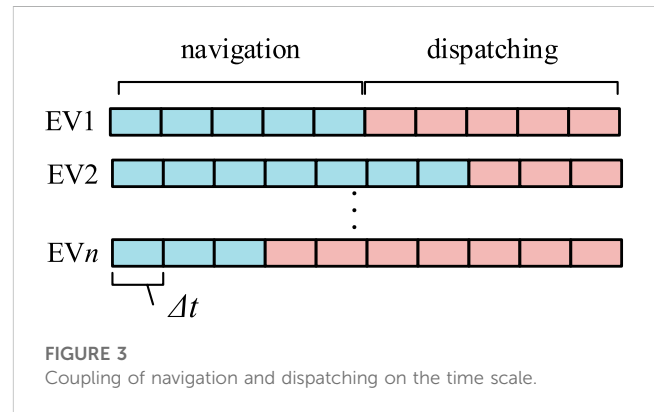 navigation dispatching
EV1
EV2
EVn
Δt
FIGURE 3
Coupling of navigation and dispatching on the time scale.